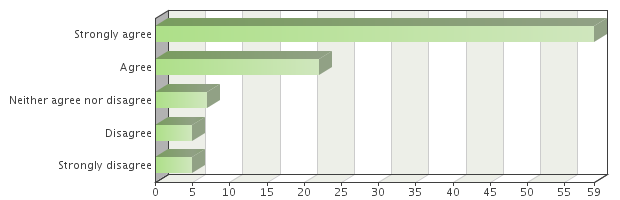 Strongly agree
Agree
Neither agree nor disagree
Disagree
Strongly disagree
0 5 10 15 20 25 30 35 40 45 50 55 59